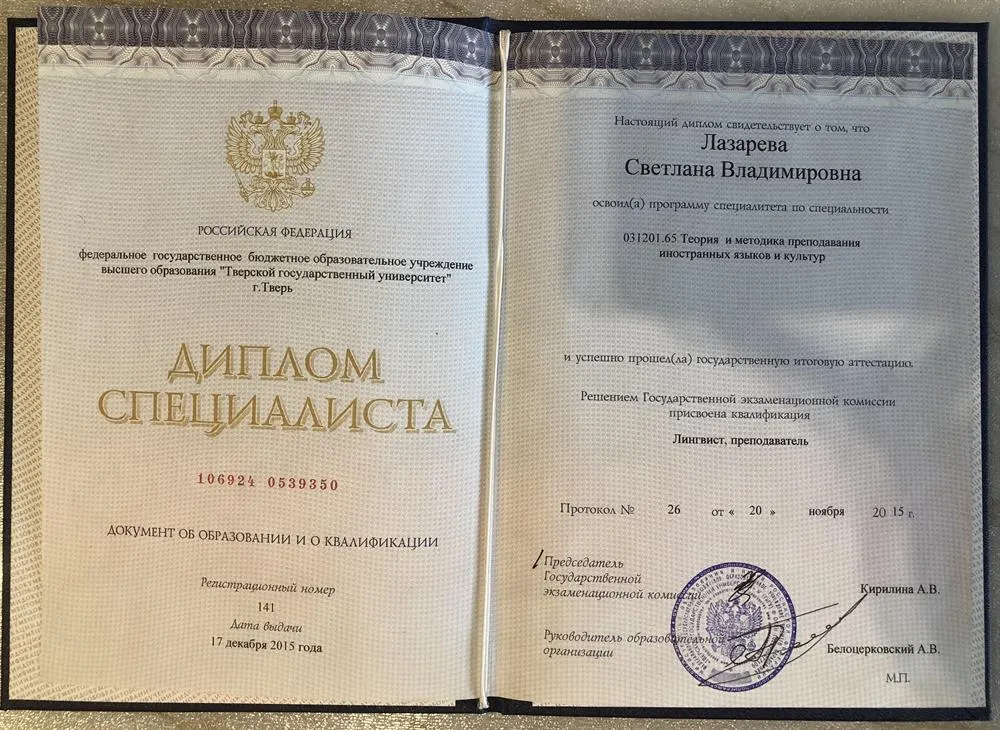 РОССИЙСКАЯ ФЕДЕРАЦИЯ
федеральное государственное бюджетное образовательное учреждение
высшего образования "Тверской государственный университет"
г.Тверь
ДИПЛОМ
СПЕЦИАЛИСТА
106924 0539350
ДОКУМЕНТ ОБ ОБРАЗОВАНИИ И О КВАЛИФИКАЦИИ
Регистрационный номер
141
Дата выдачи
17 декабря 2015 года
Настоящий диплом свидетельствует о том, что
Лазарева
Светлана Владимировна
освоил(а) программу специалитета по специальности
031201.65 Теория и методика преподавания
иностранных языков и культур
и успешно прошел(ла) государственную итоговую аттестацию.
Решением Государственной экзаменационной комиссии
присвоена квалификация
Лингвист, преподаватель
Протокол № 26 от « 20 » ноября 20 15 г.
Председатель
Государственной
экзаменационной комиссии
Кирилина А.В.
Руководитель образовательной
организации
Белоцерковский А.В.
М.П.